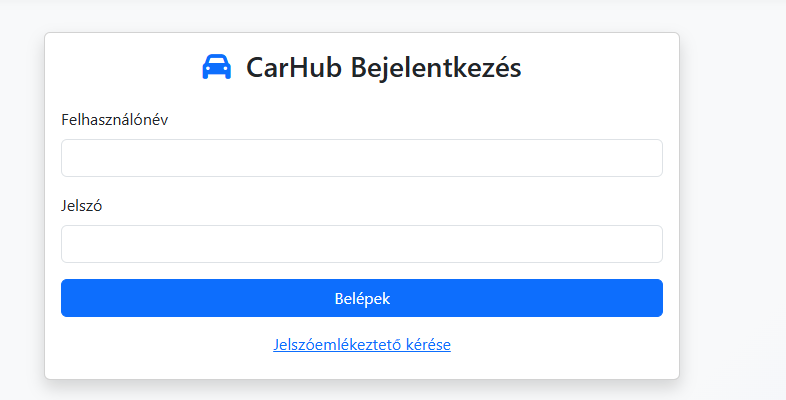 CarHub Bejelentkezés
Felhasználónév
Jelszó
Belépek
Jelszóemlékeztető kérése